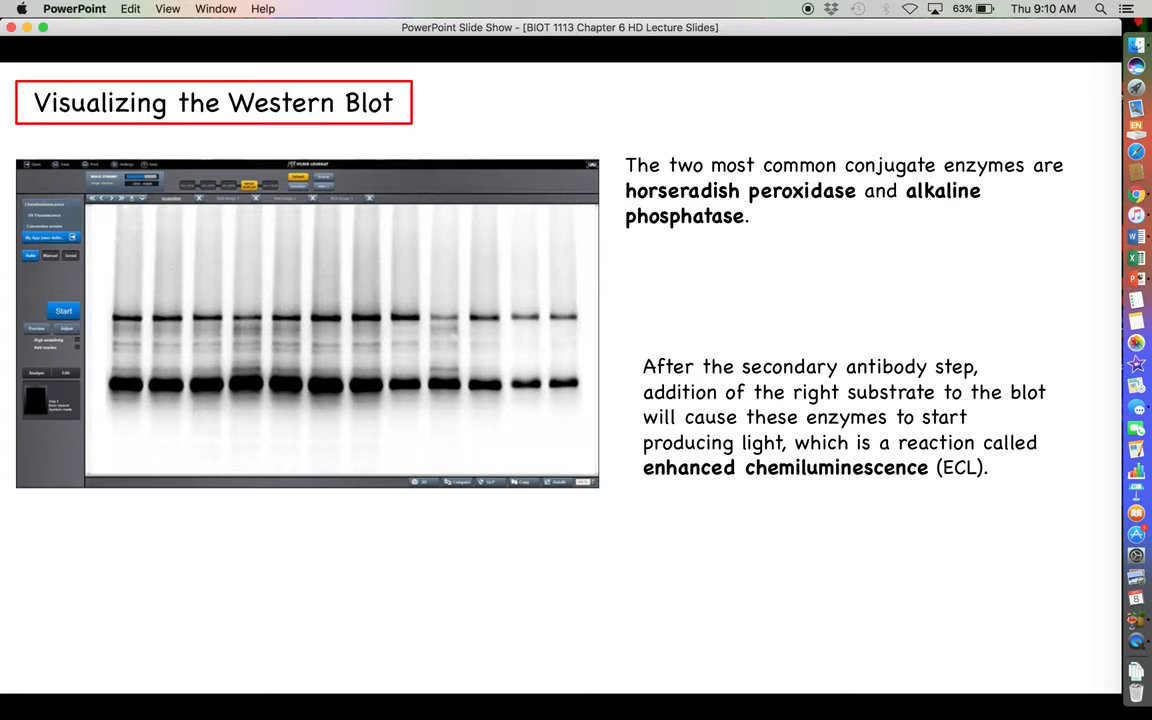 PowerPoint Edit View Window Help 63% Thu 9:10 AM
PowerPoint Slide Show - [BIOT 1113 Chapter 6 HD Lecture Slides]
Visualizing the Western Blot
The two most common conjugate enzymes are
horseradish peroxidase and alkaline
phosphatase.
Start
After the secondary antibody step,
addition of the right substrate to the blot
will cause these enzymes to start
producing light, which is a reaction called
enhanced chemiluminescence (ECL).